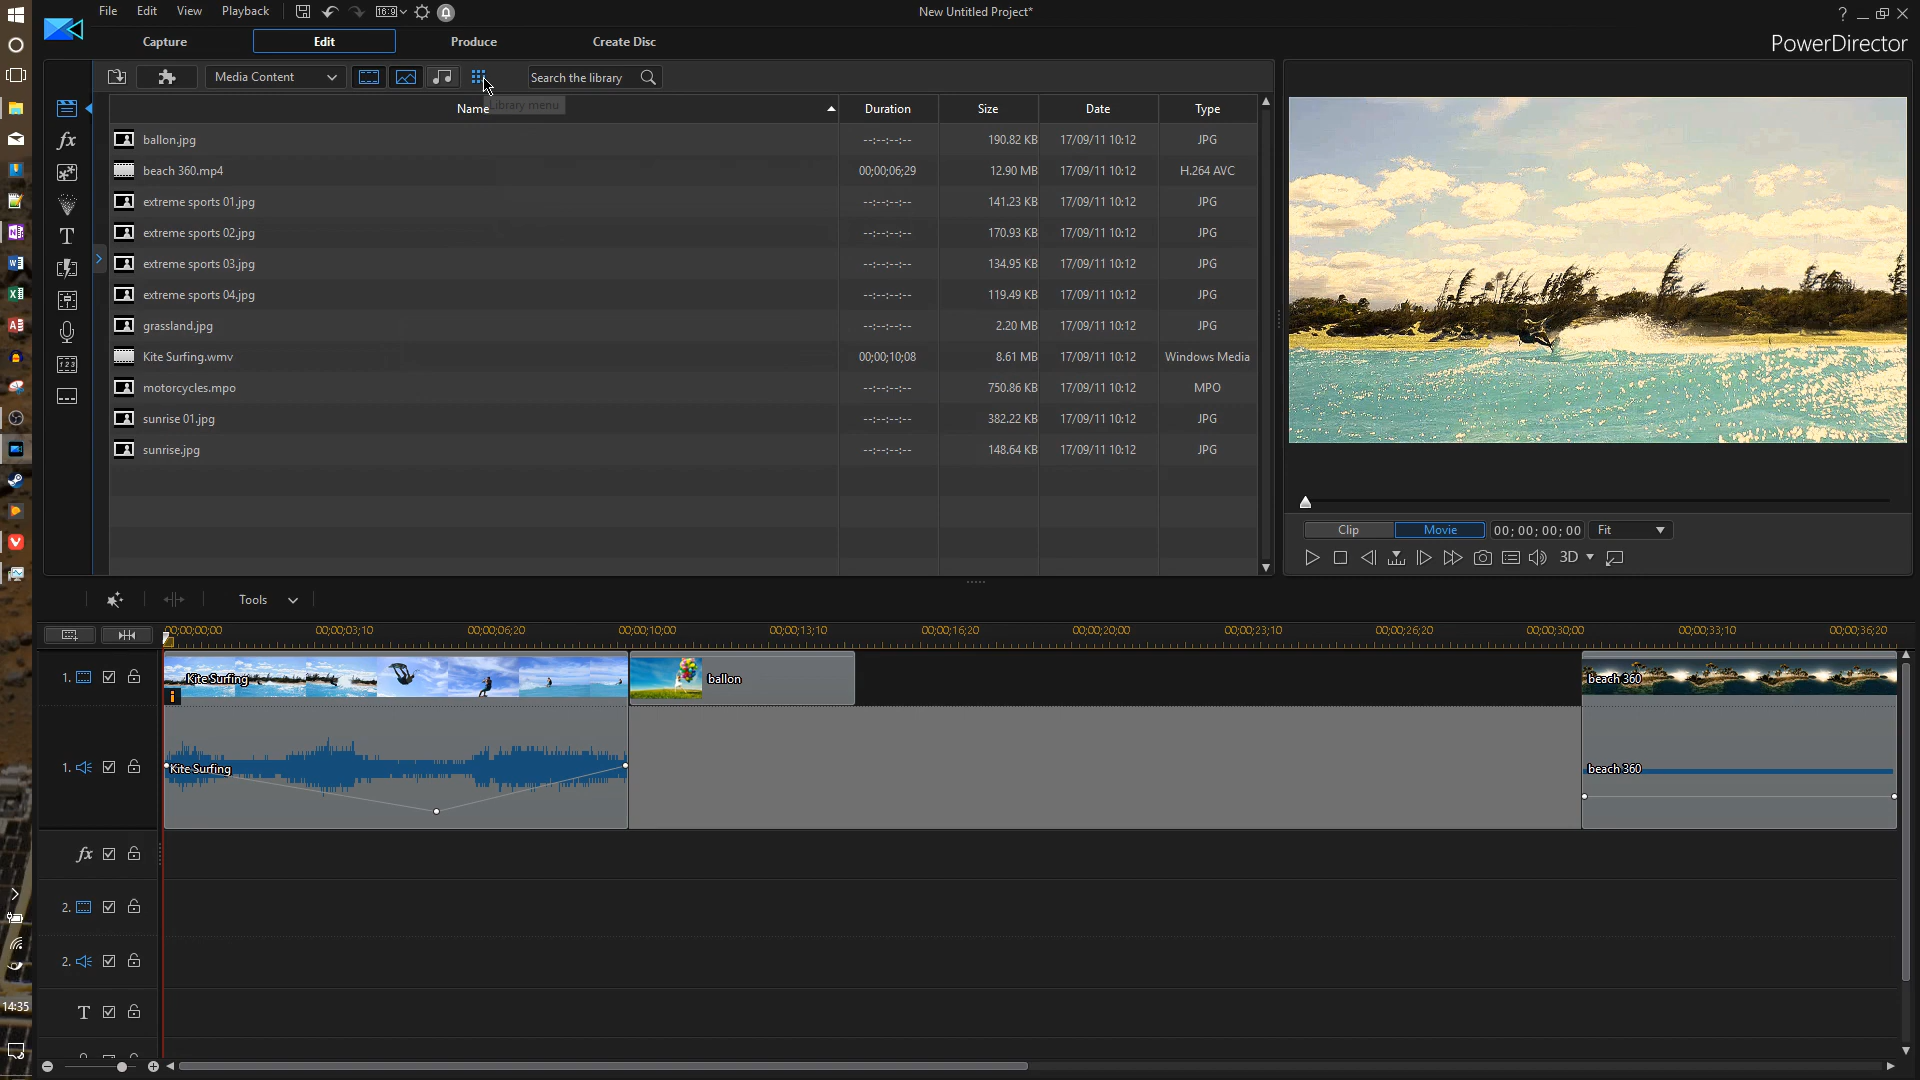 File Edit View Playback 16:9 New Untitled Project* ?
Capture Edit Produce Create Disc PowerDirector
Media Content Search the library
Library menu
Name Duration Size Date Type
ballon.jpg --:--:--:-- 190.82 KB 17/09/11 10:12 JPG
beach 360.mp4 00;00;06;29 12.90 MB 17/09/11 10:12 H.264 AVC
extreme sports 01.jpg --:--:--:-- 141.23 KB 17/09/11 10:12 JPG
extreme sports 02.jpg --:--:--:-- 170.93 KB 17/09/11 10:12 JPG
extreme sports 03.jpg --:--:--:-- 134.95 KB 17/09/11 10:12 JPG
extreme sports 04.jpg --:--:--:-- 119.49 KB 17/09/11 10:12 JPG
grassland.jpg --:--:--:-- 2.20 MB 17/09/11 10:12 JPG
Kite Surfing.wmv 00;00;10;08 8.61 MB 17/09/11 10:12 Windows Media
motorcycles.mpo --:--:--:-- 750.86 KB 17/09/11 10:12 MPO
sunrise 01.jpg --:--:--:-- 382.22 KB 17/09/11 10:12 JPG
sunrise.jpg --:--:--:-- 148.64 KB 17/09/11 10:12 JPG
Clip Movie 00; 00; 00; 00 Fit
3D
Tools
00;00;00;00 00;00;03;10 00;00;06;20 00;00;10;00 00;00;13;10 00;00;16;20 00;00;20;00 00;00;23;10 00;00;26;20 00;00;30;00 00;00;33;10 00;00;36;20
1. Kite Surfing ballon beach 360
i
1. Kite Surfing beach 360
fx
2.
2.
T
14:35